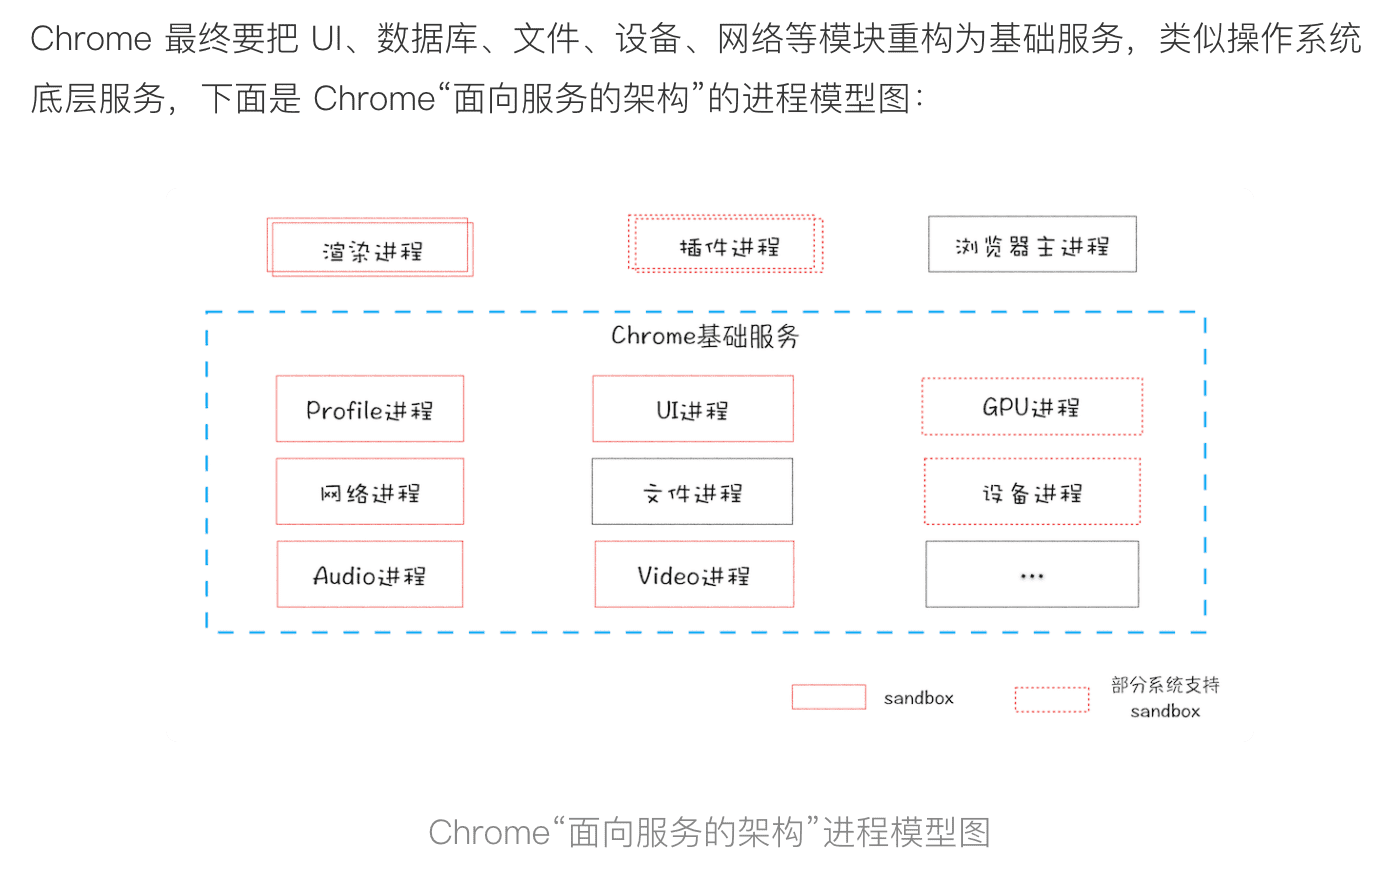 Chrome 最终要把 UI、数据库、文件、设备、网络等模块重构为基础服务，类似操作系统
底层服务，下面是 Chrome“面向服务的架构”的进程模型图：
渲染进程
插件进程
浏览器主进程
Chrome基础服务
Profile进程
UI进程
GPU进程
网络进程
文件进程
设备进程
Audio进程
Video进程
...
sandbox
部分系统支持
sandbox
Chrome“面向服务的架构”进程模型图